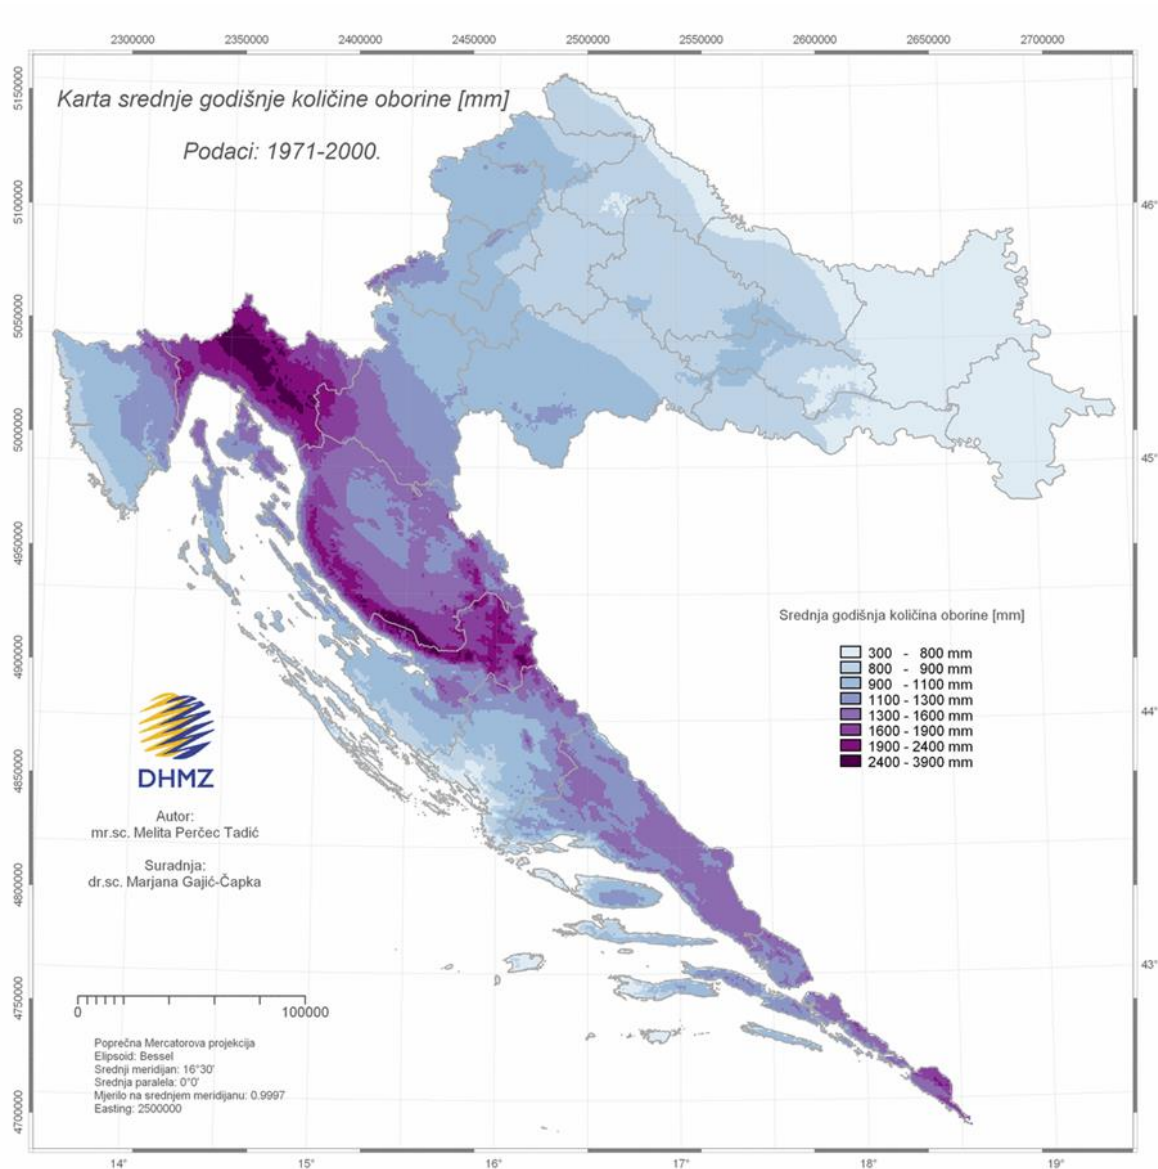 2300000 2350000 2400000 2450000 2500000 2550000 2600000 2650000 2700000
Karta srednje godišnje količine oborine [mm]
Podaci: 1971-2000.
5150000
5100000
5050000
5000000
4950000
4900000
4850000
4800000
4750000
4700000
46°
45°
44°
43°
Srednja godišnja količina oborine [mm]
300 - 800 mm
800 - 900 mm
900 - 1100 mm
1100 - 1300 mm
1300 - 1600 mm
1600 - 1900 mm
1900 - 2400 mm
2400 - 3900 mm
DHMZ
Autor:
mr.sc. Melita Perčec Tadić
Suradnja:
dr.sc. Marjana Gajić-Čapka
0 100000
Poprečna Mercatorova projekcija
Elipsoid: Bessel
Srednji meridijan: 16°30'
Srednja paralela: 0°0'
Mjerilo na srednjem meridijanu: 0.9997
Easting: 2500000
14° 15° 16° 17° 18° 19°